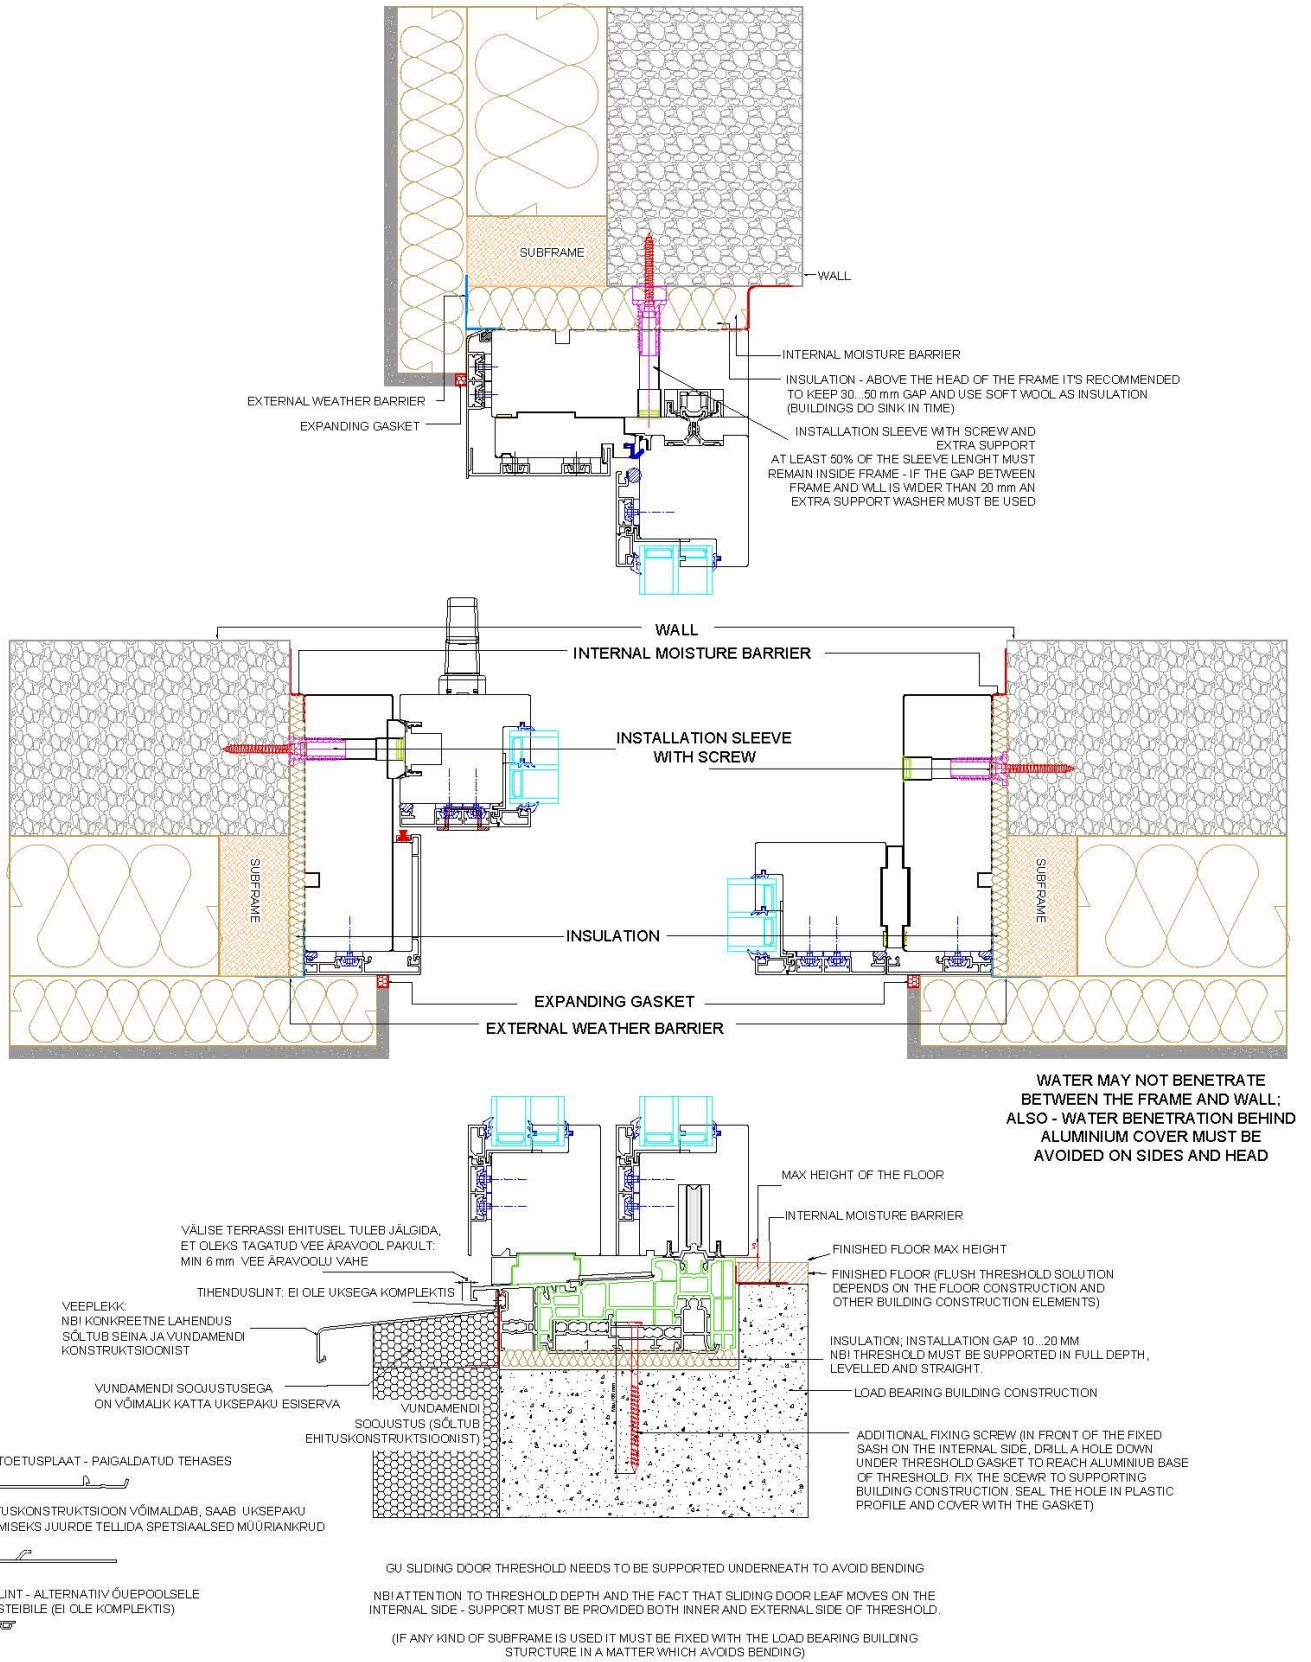 SUBFRAME
WALL
INTERNAL MOISTURE BARRIER
INSULATION - ABOVE THE HEAD OF THE FRAME IT'S RECOMMENDED
TO KEEP 30...50 mm GAP AND USE SOFT WOOL AS INSULATION
(BUILDINGS DO SINK IN TIME)
EXTERNAL WEATHER BARRIER
EXPANDING GASKET
INSTALLATION SLEEVE WITH SCREW AND
EXTRA SUPPORT
AT LEAST 50% OF THE SLEEVE LENGHT MUST
REMAIN INSIDE FRAME - IF THE GAP BETWEEN
FRAME AND WLL IS WIDER THAN 20 mm AN
EXTRA SUPPORT WASHER MUST BE USED
WALL
INTERNAL MOISTURE BARRIER
INSTALLATION SLEEVE
WITH SCREW
SUBFRAME
SUBFRAME
INSULATION
EXPANDING GASKET
EXTERNAL WEATHER BARRIER
WATER MAY NOT BENETRATE
BETWEEN THE FRAME AND WALL;
ALSO - WATER BENETRATION BEHIND
ALUMINIUM COVER MUST BE
AVOIDED ON SIDES AND HEAD
MAX HEIGHT OF THE FLOOR
INTERNAL MOISTURE BARRIER
FINISHED FLOOR MAX HEIGHT
FINISHED FLOOR (FLUSH THRESHOLD SOLUTION
DEPENDS ON THE FLOOR CONSTRUCTION AND
OTHER BUILDING CONSTRUCTION ELEMENTS)
INSULATION; INSTALLATION GAP 10...20 MM
NB! THRESHOLD MUST BE SUPPORTED IN FULL DEPTH,
LEVELLED AND STRAIGHT.
LOAD BEARING BUILDING CONSTRUCTION
ADDITIONAL FIXING SCREW (IN FRONT OF THE FIXED
SASH ON THE INTERNAL SIDE, DRILL A HOLE DOWN
UNDER THRESHOLD GASKET TO REACH ALUMINIUB BASE
OF THRESHOLD. FIX THE SCEWR TO SUPPORTING
BUILDING CONSTRUCTION. SEAL THE HOLE IN PLASTIC
PROFILE AND COVER WITH THE GASKET)
VÄLISE TERRASSI EHITUSEL TULEB JÄLGIDA,
ET OLEKS TAGATUD VEE ÄRAVOOL PAKULT:
MIN 6 mm VEE ÄRAVOOLU VAHE
TIHENDUSLINT: EI OLE UKSEGA KOMPLEKTIS
VEEPLEKK:
NB! KONKREETNE LAHENDUS
SÕLTUB SEINA JA VUNDAMENDI
KONSTRUKTSIOONIST
VUNDAMENDI SOOJUSTUSEGA
ON VÕIMALIK KATTA UKSEPAKU ESISERVA
VUNDAMENDI
SOOJUSTUS (SÕLTUB
EHITUSKONSTRUKTSIOONIST)
TOETUSPLAAT - PAIGALDATUD TEHASES
TUSKONSTRUKTSIOON VÕIMALDAB, SAAB UKSEPAKU
MISEKS JUURDE TELLIDA SPETSIAALSED MÜÜRIANKRUD
LINT - ALTERNATIIV ÕUEPOOLSELE
STEIBILE (EI OLE KOMPLEKTIS)
GU SLIDING DOOR THRESHOLD NEEDS TO BE SUPPORTED UNDERNEATH TO AVOID BENDING
NB! ATTENTION TO THRESHOLD DEPTH AND THE FACT THAT SLIDING DOOR LEAF MOVES ON THE
INTERNAL SIDE - SUPPORT MUST BE PROVIDED BOTH INNER AND EXTERNAL SIDE OF THRESHOLD.
(IF ANY KIND OF SUBFRAME IS USED IT MUST BE FIXED WITH THE LOAD BEARING BUILDING
STURCTURE IN A MATTER WHICH AVOIDS BENDING)